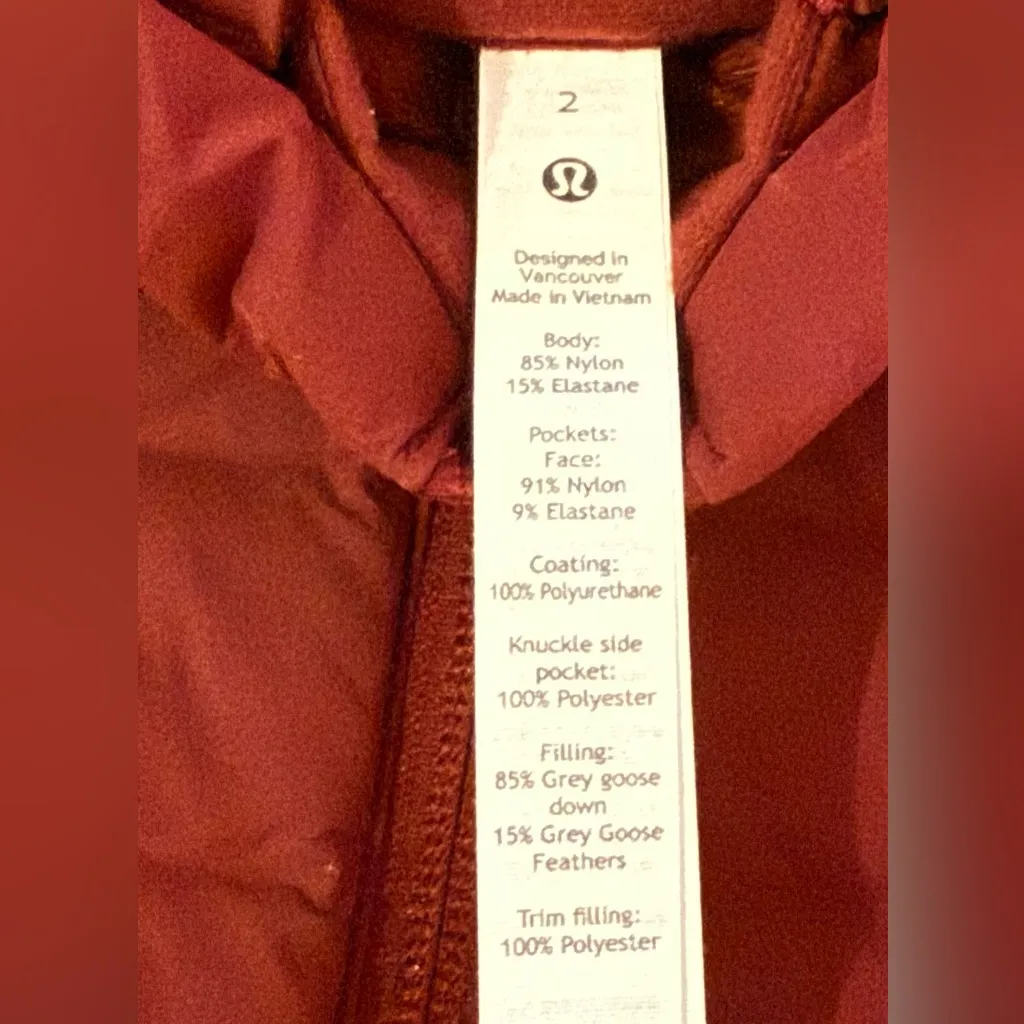 2
Designed in
Vancouver
Made in Vietnam
Body:
85% Nylon
15% Elastane
Pockets:
Face:
91% Nylon
9% Elastane
Coating:
100% Polyurethane
Knuckle side
pocket:
100% Polyester
Filling:
85% Grey goose
down
15% Grey Goose
Feathers
Trim filling:
100% Polyester